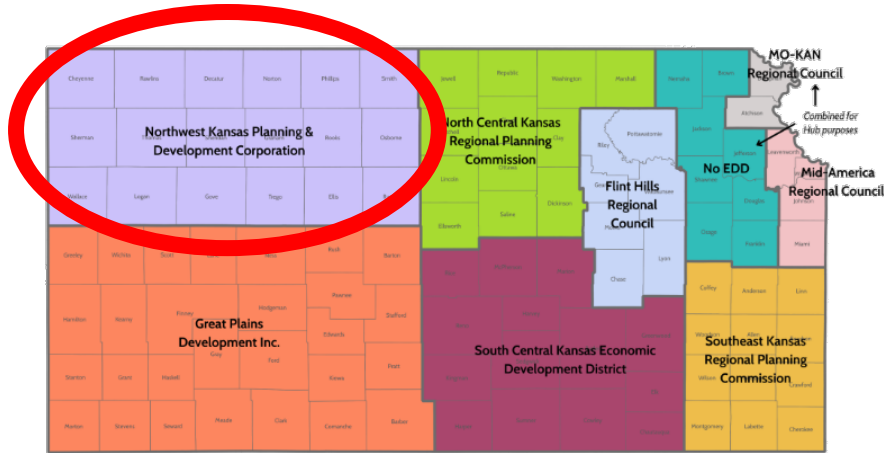 Cheyenne Rawlins Decatur Norton Phillips Smith
Jewell Republic Washington Marshall
Nemaha Brown
MO-KAN
Regional Council
Atchison
Combined for
Hub purposes
Sherman Rooks Osborne
Northwest Kansas Planning &
Development Corporation
North Central Kansas
Regional Planning
Commission
Clay
Riley Pottawatomie
Jackson Jefferson Leavenworth
No EDD
Mid-America
Regional Council
Johnson
Wallace Logan Gove Trego Ellis
Lincoln Ottawa
Ellsworth Saline Dickinson
Flint Hills
Regional
Council
Shawnee Douglas
Osage Franklin Miami
Lyon
Chase
Greeley Wichita Scott Rush Barton
Pawnee
Hamilton Kearny Finney Hodgeman Stafford
Great Plains
Development Inc.
Gray Ford Edwards
Stanton Grant Haskell Kiowa Pratt
Morton Stevens Seward Meade Clark Comanche Barber
South Central Kansas Economic
Development District
Coffey Anderson Linn
Woodson Allen
Southeast Kansas
Regional Planning
Commission
Wilson Crawford
Montgomery Labette Cherokee